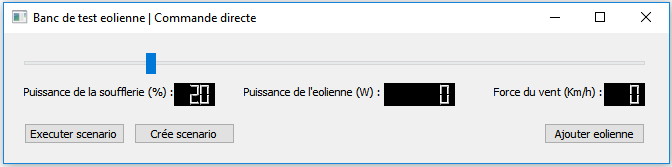 Banc de test eolienne | Commande directe
Puissance de la soufflerie (%) : 20 Puissance de l'eolienne (W) : 0 Force du vent (Km/h) : 0
Executer scenario Crée scenario Ajouter eolienne